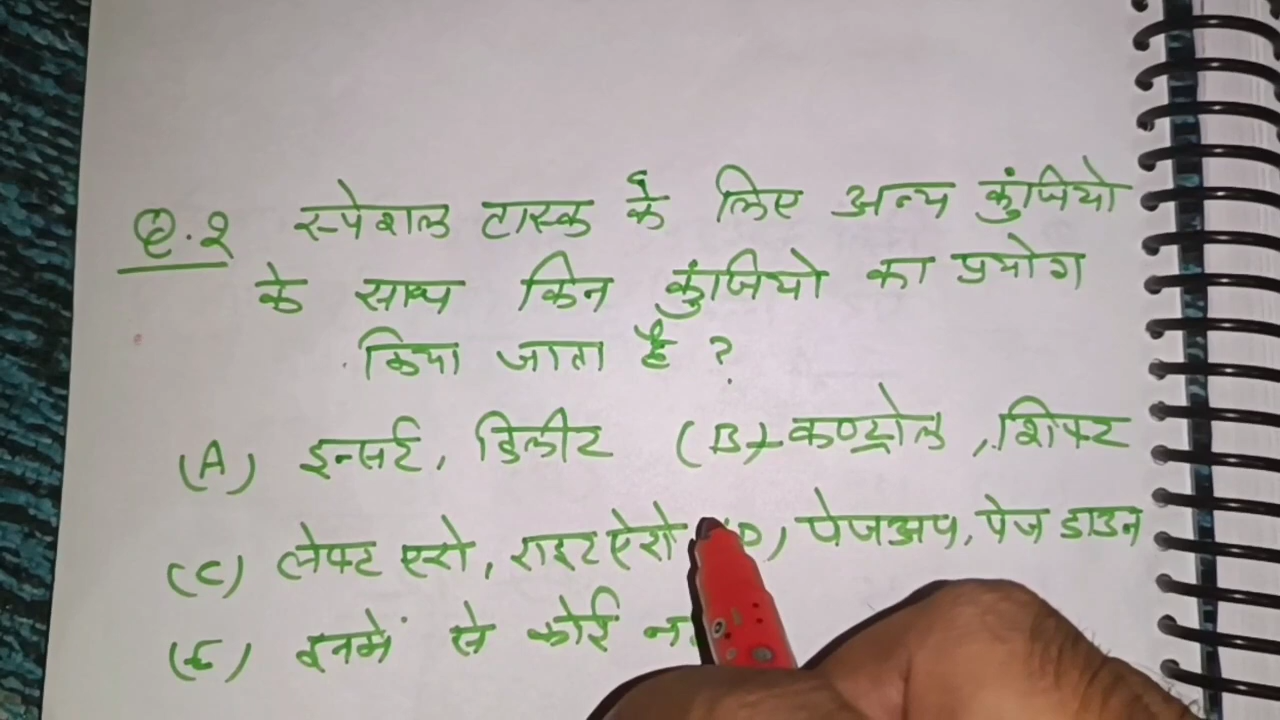 Q.2 स्पेशल टास्क के लिए अन्य कुंजियो
के साथ किन कुंजियो का प्रयोग
किया जाता है ?
(A) इन्सर्ट, डिलीट (B) कण्ट्रोल , शिफ्ट
(C) लेफ्ट एरो, राइट ऐरो (D) पेजअप, पेज डाउन
(E) इनमें से कोई